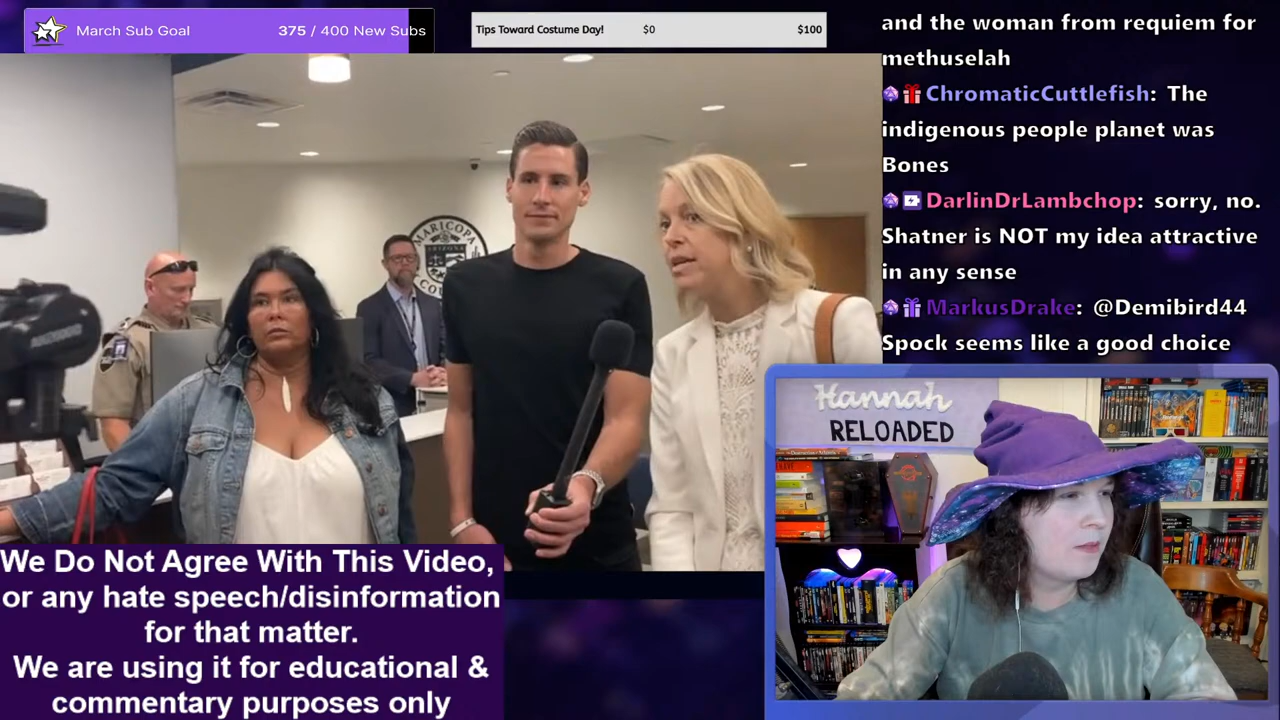 March Sub Goal 375 / 400 New Subs
Tips Toward Costume Day! $0 $100
and the woman from requiem for
methuselah
ChromaticCuttlefish: The
indigenous people planet was
Bones
DarlinDrLambchop: sorry, no.
Shatner is NOT my idea attractive
in any sense
MarkusDrake: @Demibird44
Spock seems like a good choice
MARICOPA
ARIZONA
Hannah
RELOADED
We Do Not Agree With This Video,
or any hate speech/disinformation
for that matter.
We are using it for educational &
commentary purposes only